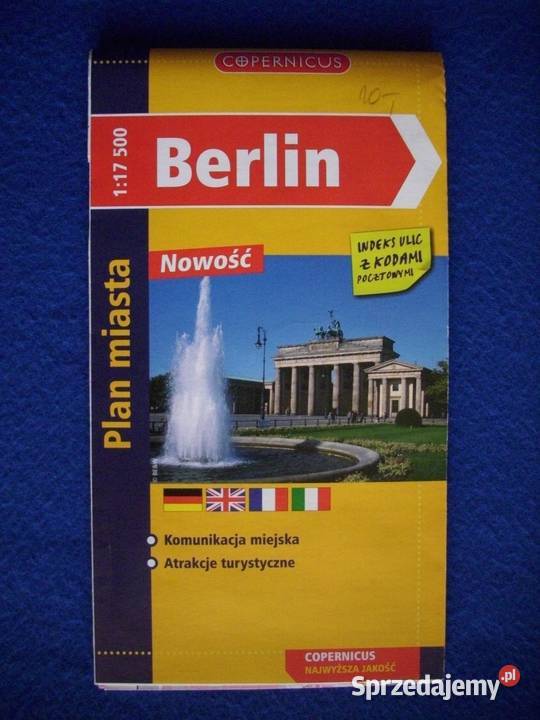 COPERNICUS
10,-
1:17 500
Berlin
Nowość
INDEKS ULIC
Z KODAMI
POCZTOWYMI
Plan miasta
Komunikacja miejska
Atrakcje turystyczne
COPERNICUS
NAJWYŻSZA JAKOŚĆ
Sprzedajemy.pl